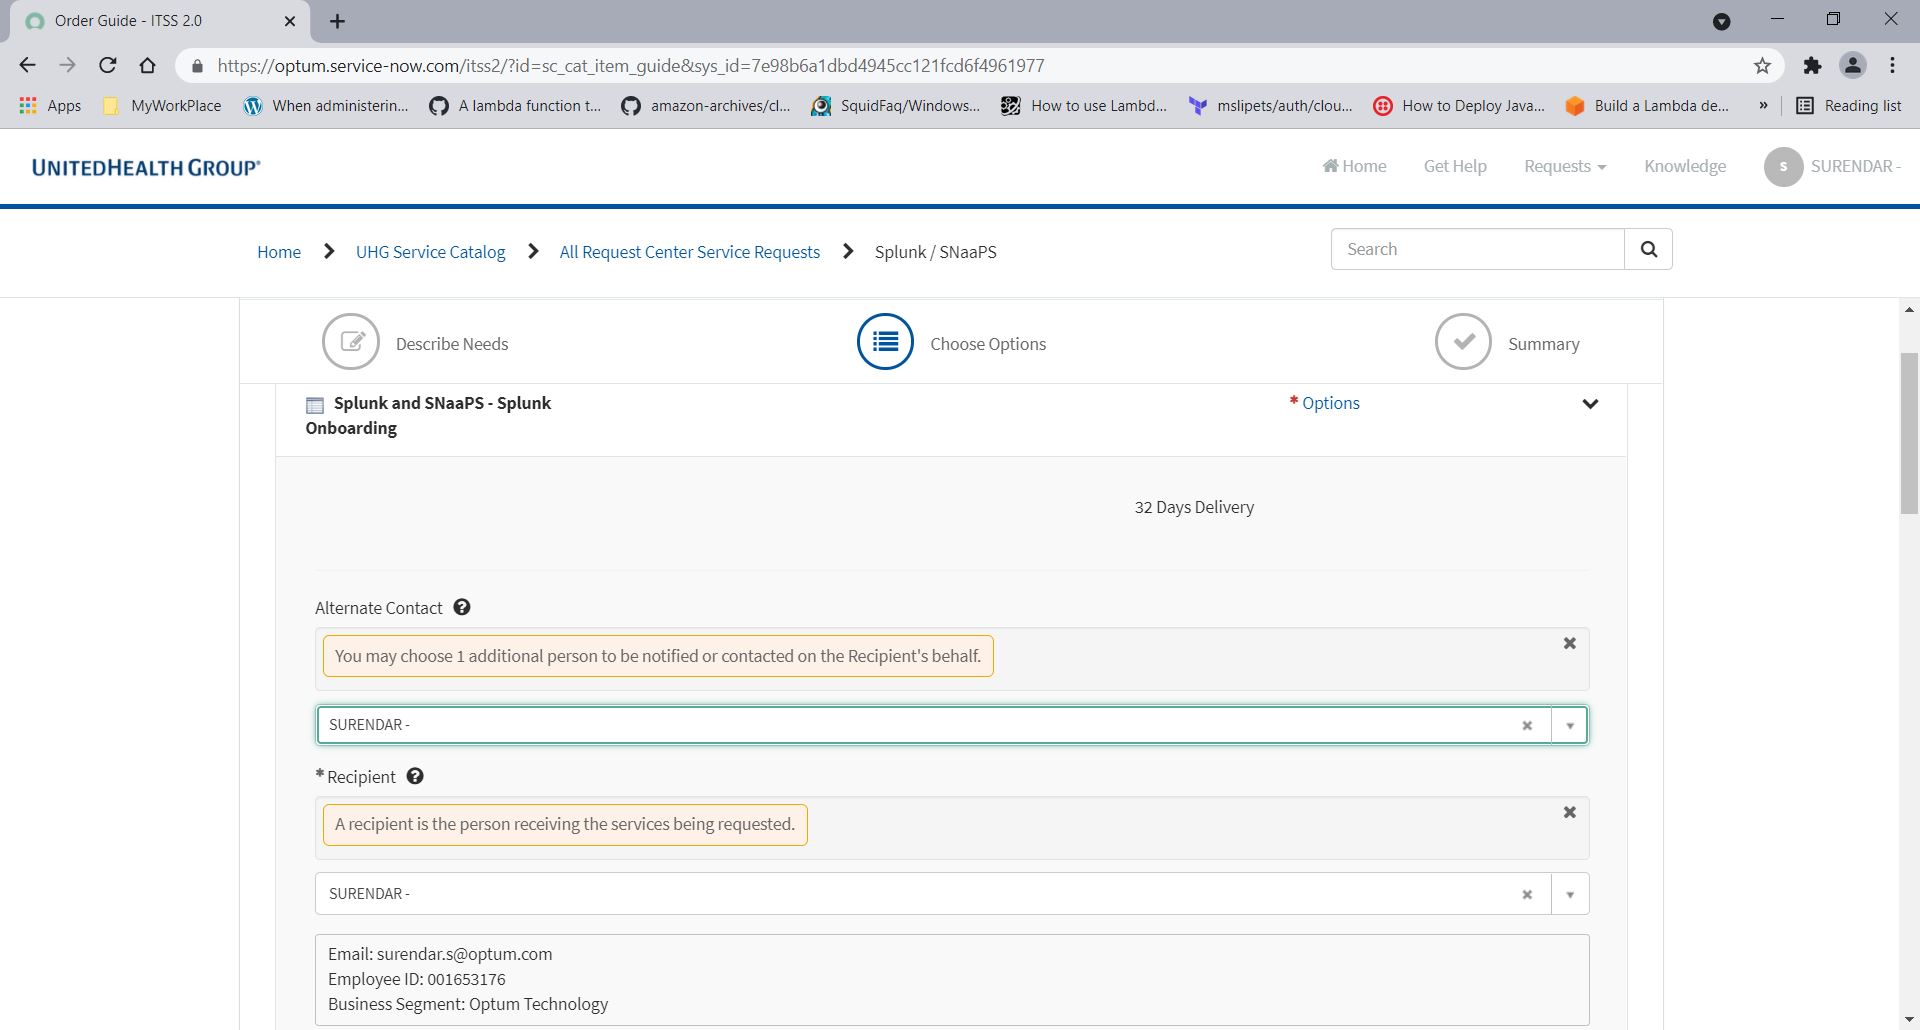 Order Guide - ITSS 2.0
https://optum.service-now.com/itss2/?id=sc_cat_item_guide&sys_id=7e98b6a1dbd4945cc121fcd6f4961977
Apps
MyWorkPlace
When administerin...
A lambda function t...
amazon-archives/cl...
SquidFaq/Windows...
How to use Lambd...
mslipets/auth/clou...
How to Deploy Java...
Build a Lambda de...
»
Reading list
UNITEDHEALTH GROUP®
Home
Get Help
Requests
Knowledge
S
SURENDAR -
Home
UHG Service Catalog
All Request Center Service Requests
Splunk / SNaaPS
Search
Describe Needs
Choose Options
Summary
Splunk and SNaaPS - Splunk
Onboarding
* Options
32 Days Delivery
Alternate Contact
You may choose 1 additional person to be notified or contacted on the Recipient's behalf.
SURENDAR -
* Recipient
A recipient is the person receiving the services being requested.
SURENDAR -
Email: surendar.s@optum.com
Employee ID: 001653176
Business Segment: Optum Technology